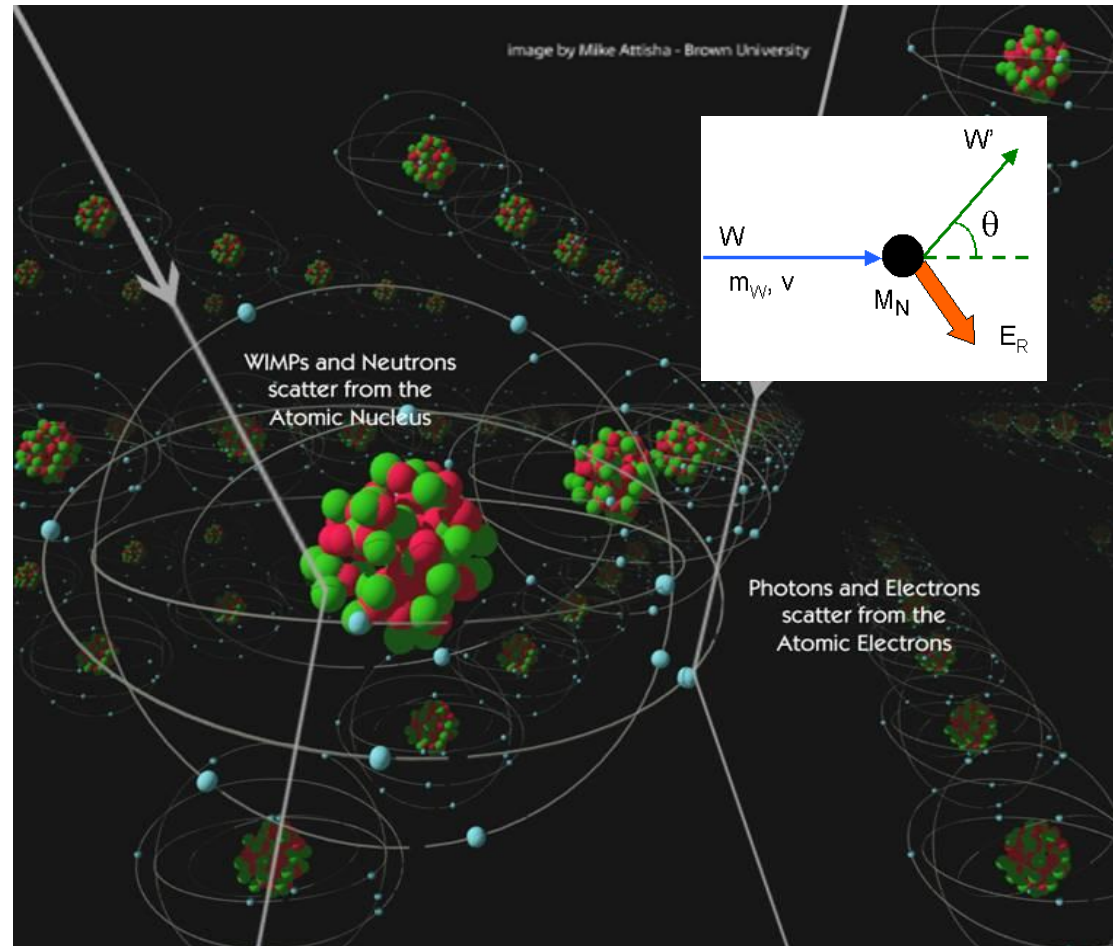 image by Mike Attisha - Brown University
W'
θ
W
m_W, v
M_N
E_R
WIMPs and Neutrons
scatter from the
Atomic Nucleus
Photons and Electrons
scatter from the
Atomic Electrons